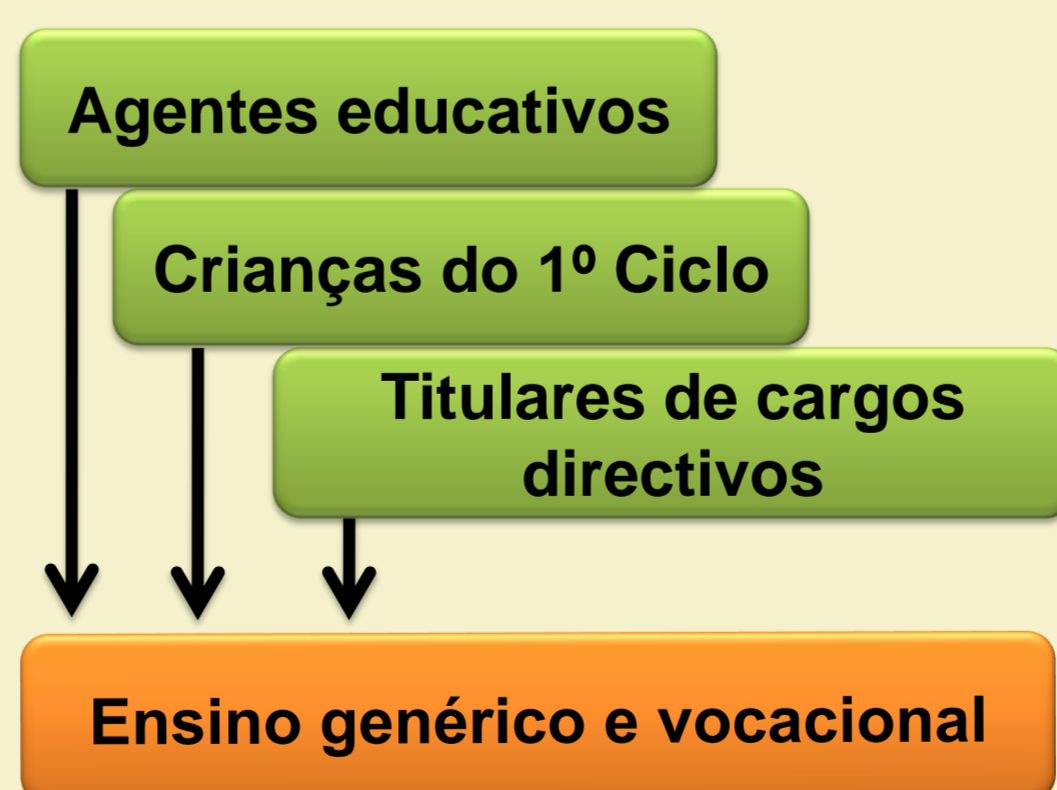 Agentes educativos
Crianças do 1º Ciclo
Titulares de cargos
directivos
Ensino genérico e vocacional